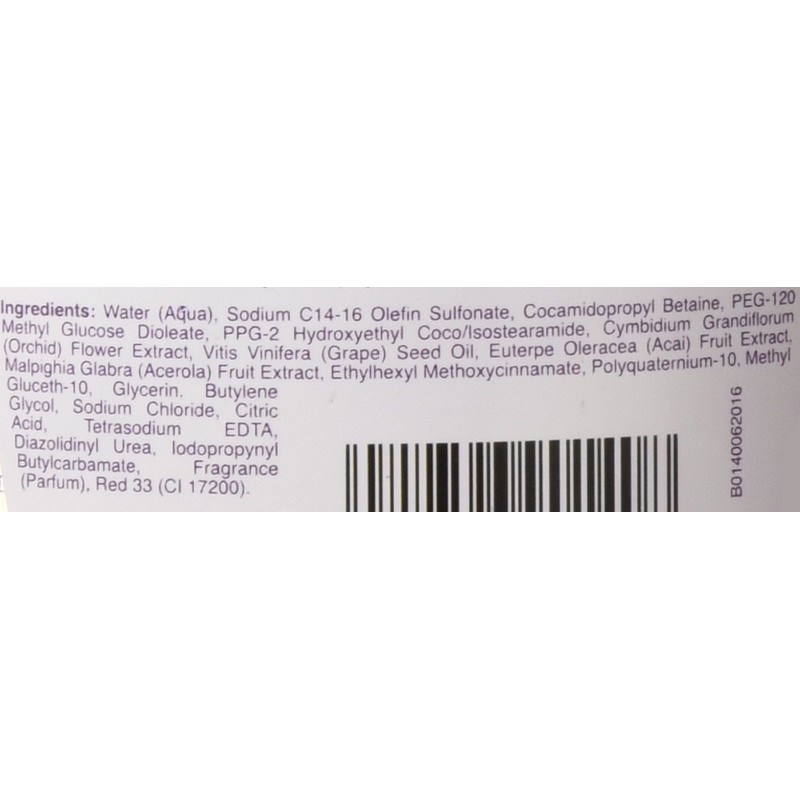 Ingredients: Water (Aqua), Sodium C14-16 Olefin Sulfonate, Cocamidopropyl Betaine, PEG-120
Methyl Glucose Dioleate, PPG-2 Hydroxyethyl Coco/Isostearamide, Cymbidium Grandiflorum
(Orchid) Flower Extract, Vitis Vinifera (Grape) Seed Oil, Euterpe Oleracea (Acai) Fruit Extract,
Malpighia Glabra (Acerola) Fruit Extract, Ethylhexyl Methoxycinnamate, Polyquaternium-10, Methyl
Gluceth-10, Glycerin, Butylene
Glycol, Sodium Chloride, Citric
Acid, Tetrasodium EDTA,
Diazolidinyl Urea, Iodopropynyl
Butylcarbamate, Fragrance
(Parfum), Red 33 (CI 17200).
B0140062016